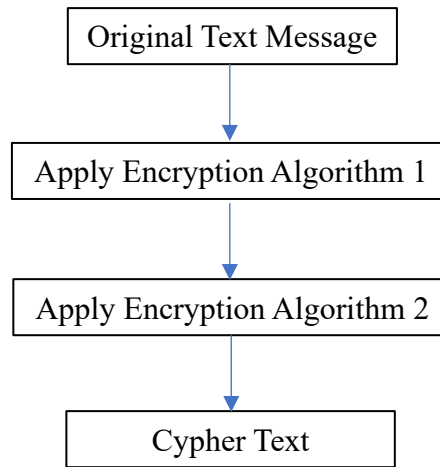 Original Text Message
Apply Encryption Algorithm 1
Apply Encryption Algorithm 2
Cypher Text